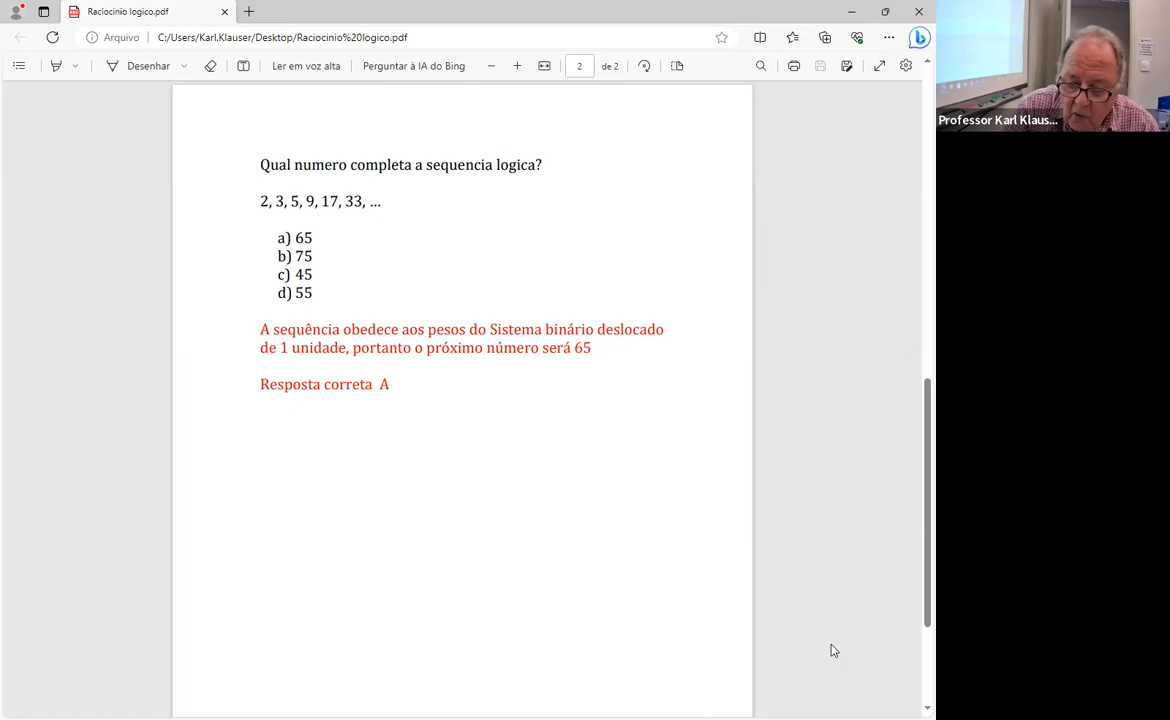 Raciocinio logico.pdf
Arquivo C:/Users/Karl.Klauser/Desktop/Raciocinio%20logico.pdf
Desenhar Ler em voz alta Perguntar à IA do Bing 2 de 2
Professor Karl Klaus...
Qual numero completa a sequencia logica?
2, 3, 5, 9, 17, 33, ...
a) 65
b) 75
c) 45
d) 55
A sequência obedece aos pesos do Sistema binário deslocado
de 1 unidade, portanto o próximo número será 65
Resposta correta A